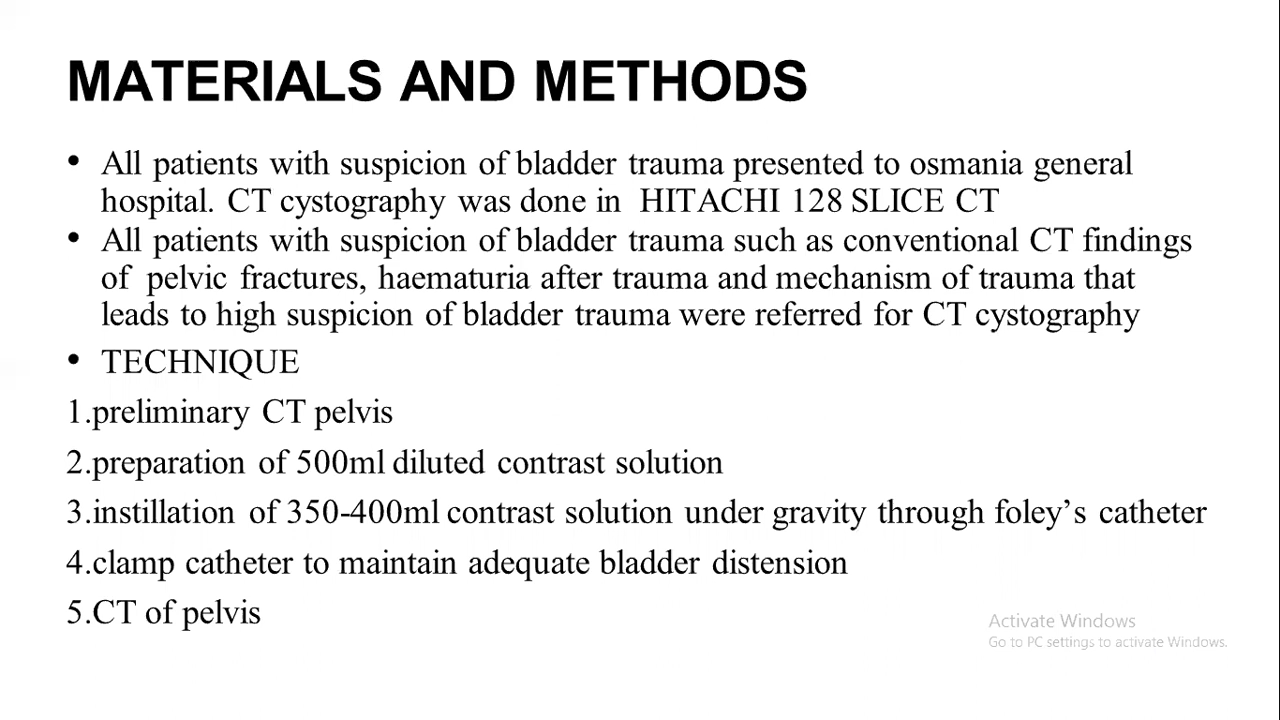 MATERIALS AND METHODS
• All patients with suspicion of bladder trauma presented to osmania general
hospital. CT cystography was done in HITACHI 128 SLICE CT
• All patients with suspicion of bladder trauma such as conventional CT findings
of pelvic fractures, haematuria after trauma and mechanism of trauma that
leads to high suspicion of bladder trauma were referred for CT cystography
• TECHNIQUE
1.preliminary CT pelvis
2.preparation of 500ml diluted contrast solution
3.instillation of 350-400ml contrast solution under gravity through foley’s catheter
4.clamp catheter to maintain adequate bladder distension
5.CT of pelvis
Activate Windows
Go to PC settings to activate Windows.